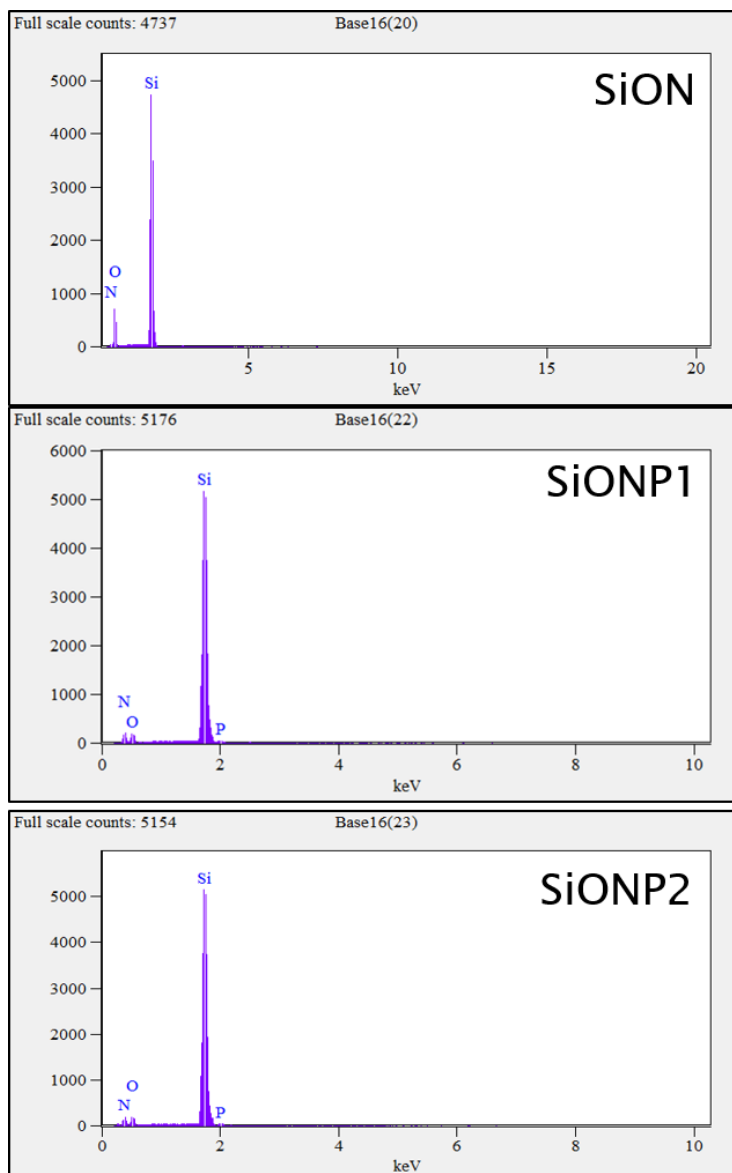 Full scale counts: 4737 Base16(20)
SiON
Si
5000
4000
3000
2000
1000
0
O
N
5 10 15 20
keV
Full scale counts: 5176 Base16(22)
SiONP1
6000
Si
5000
4000
3000
2000
1000
0
N
O
P
0 2 4 6 8 10
keV
Full scale counts: 5154 Base16(23)
SiONP2
Si
5000
4000
3000
2000
1000
0
O
N
P
0 2 4 6 8 10
keV